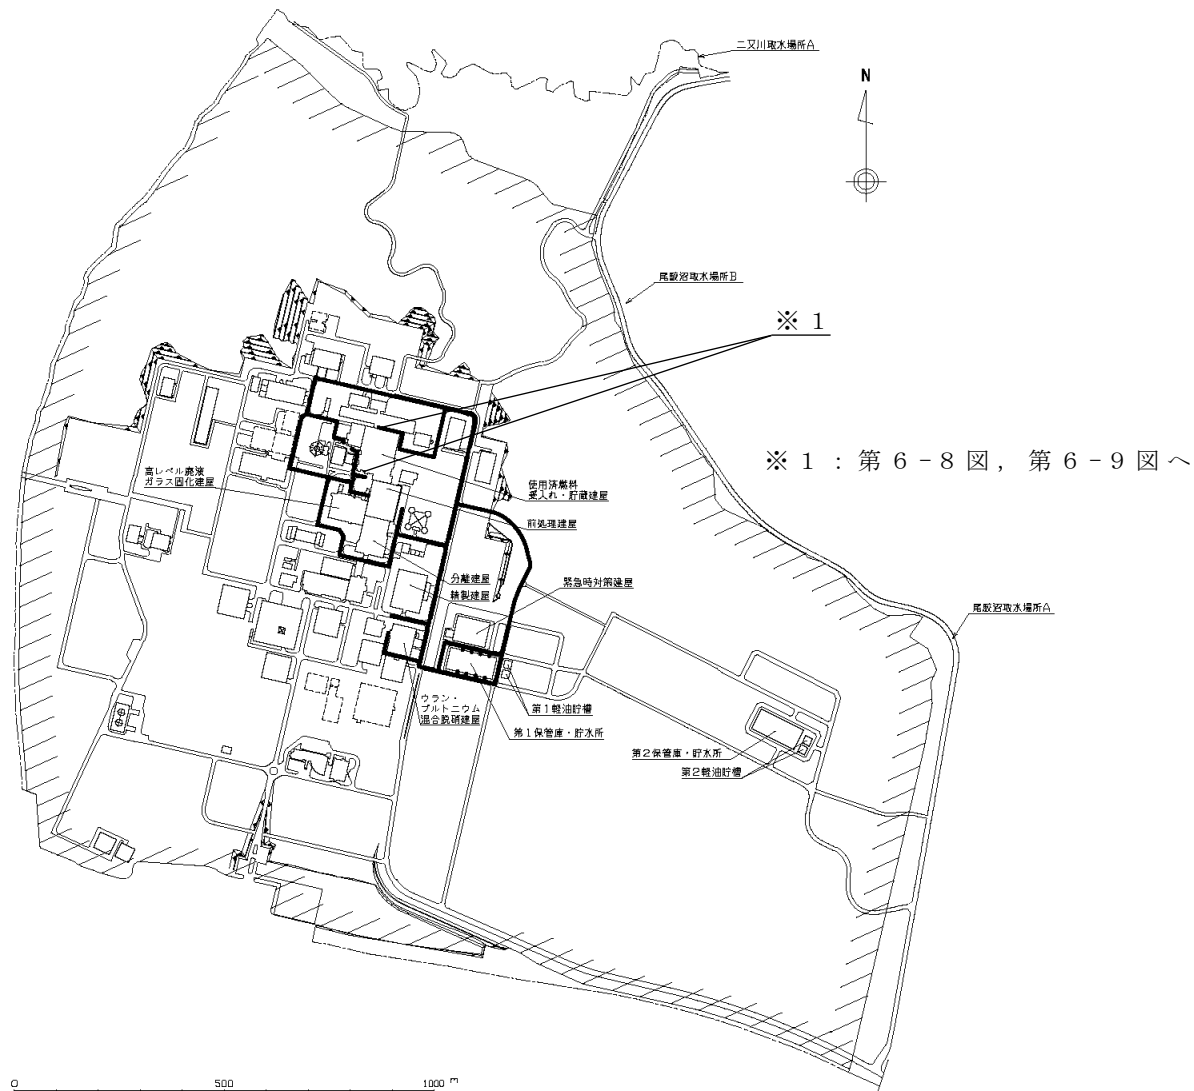 二又川取水場所A
N
尾駮沼取水場所B
※1
※1：第6-8図，第6-9図へ
高レベル廃液
ガラス固化建屋
使用済燃料
受入れ・貯蔵建屋
前処理建屋
分離建屋
精製建屋
緊急時対策建屋
尾駮沼取水場所A
ウラン・
プルトニウム
混合脱硝建屋
第1軽油貯槽
第1保管庫・貯水所
第2保管庫・貯水所
第2軽油貯槽
0 500 1000 m